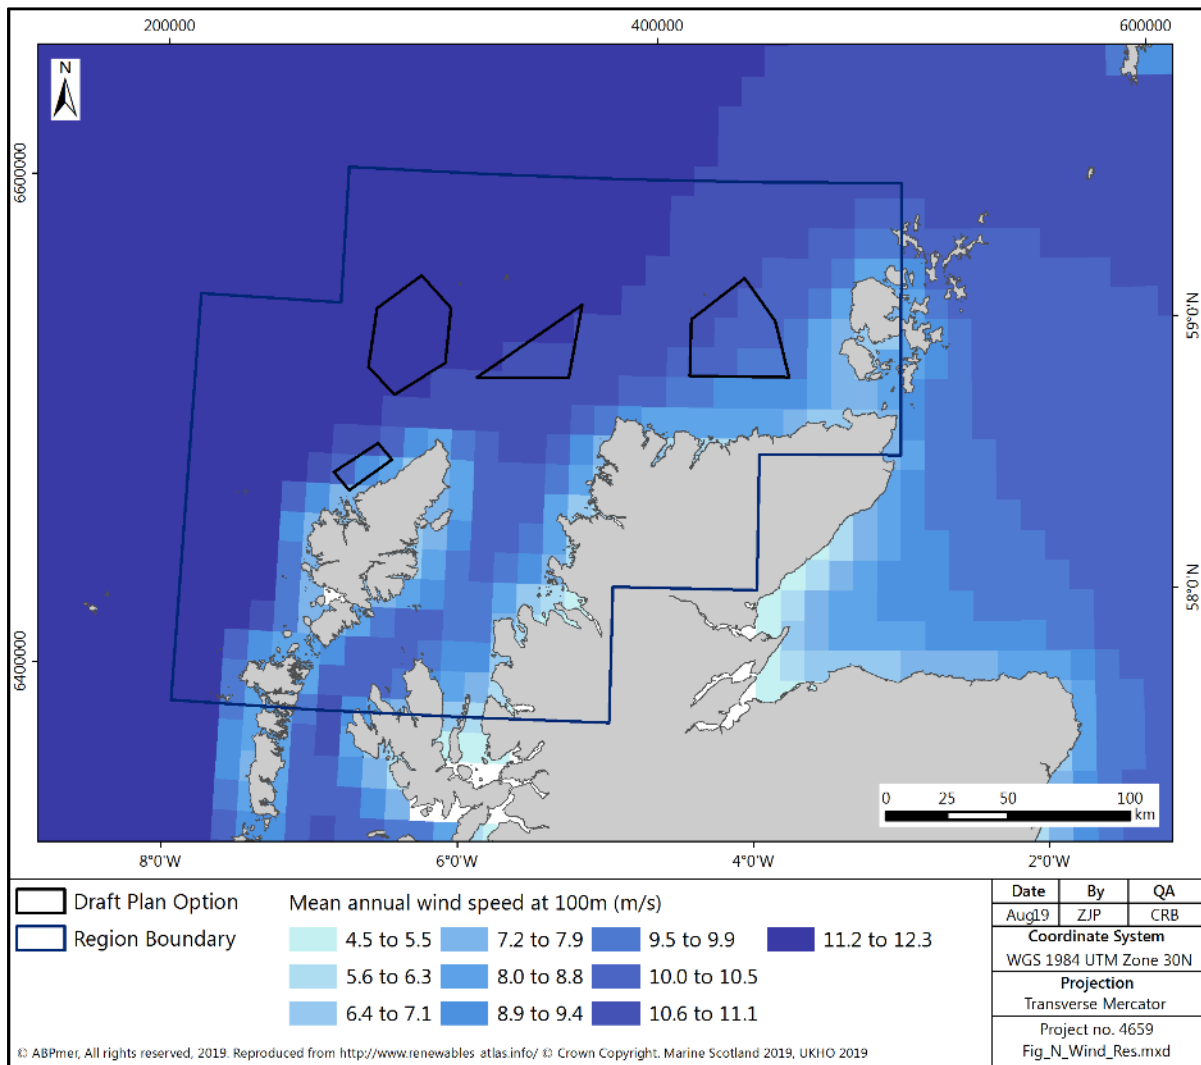 200000
400000
600000
N
6600000
6400000
59°0'N
58°0'N
0 25 50 100
km
8°0'W
6°0'W
4°0'W
2°0'W
Draft Plan Option
Region Boundary
Mean annual wind speed at 100m (m/s)
4.5 to 5.5
7.2 to 7.9
9.5 to 9.9
11.2 to 12.3
5.6 to 6.3
8.0 to 8.8
10.0 to 10.5
6.4 to 7.1
8.9 to 9.4
10.6 to 11.1
Date By QA
Aug19 ZJP CRB
Coordinate System
WGS 1984 UTM Zone 30N
Projection
Transverse Mercator
Project no. 4659
Fig_N_Wind_Res.mxd
© ABPmer, All rights reserved, 2019. Reproduced from http://www.renewables atlas.info/ © Crown Copyright. Marine Scotland 2019, UKHO 2019